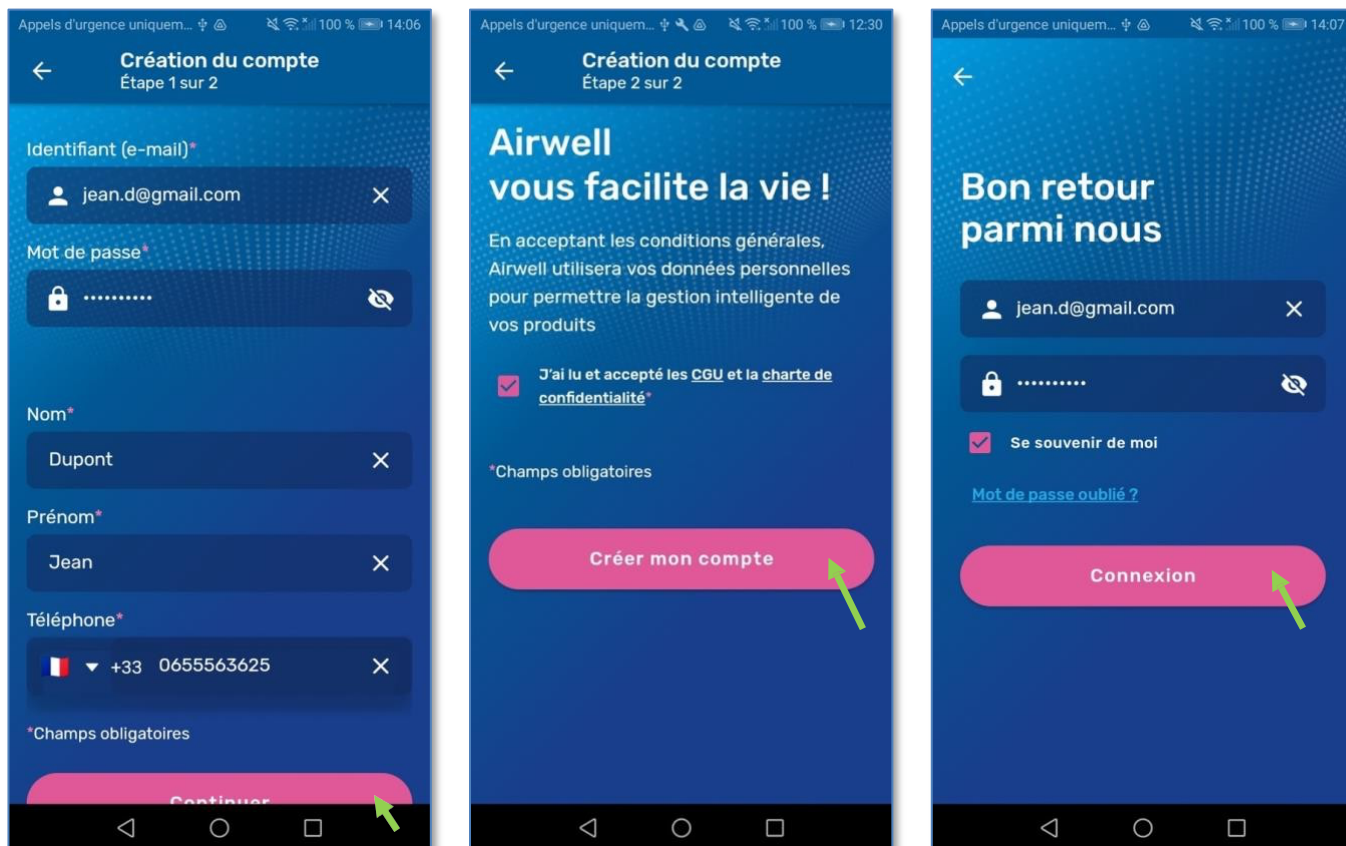 Appels d'urgence uniquem... 100 % 14:06
Création du compte
Étape 1 sur 2
Identifiant (e-mail)*
jean.d@gmail.com
Mot de passe*
••••••••••
Nom*
Dupont
Prénom*
Jean
Téléphone*
+33 0655563625
*Champs obligatoires
Continuer
Appels d'urgence uniquem... 100 % 12:30
Création du compte
Étape 2 sur 2
Airwell
vous facilite la vie !
En acceptant les conditions générales,
Airwell utilisera vos données personnelles
pour permettre la gestion intelligente de
vos produits
J'ai lu et accepté les CGU et la charte de
confidentialité*
*Champs obligatoires
Créer mon compte
Appels d'urgence uniquem... 100 % 14:07
Bon retour
parmi nous
jean.d@gmail.com
••••••••••
Se souvenir de moi
Mot de passe oublié ?
Connexion